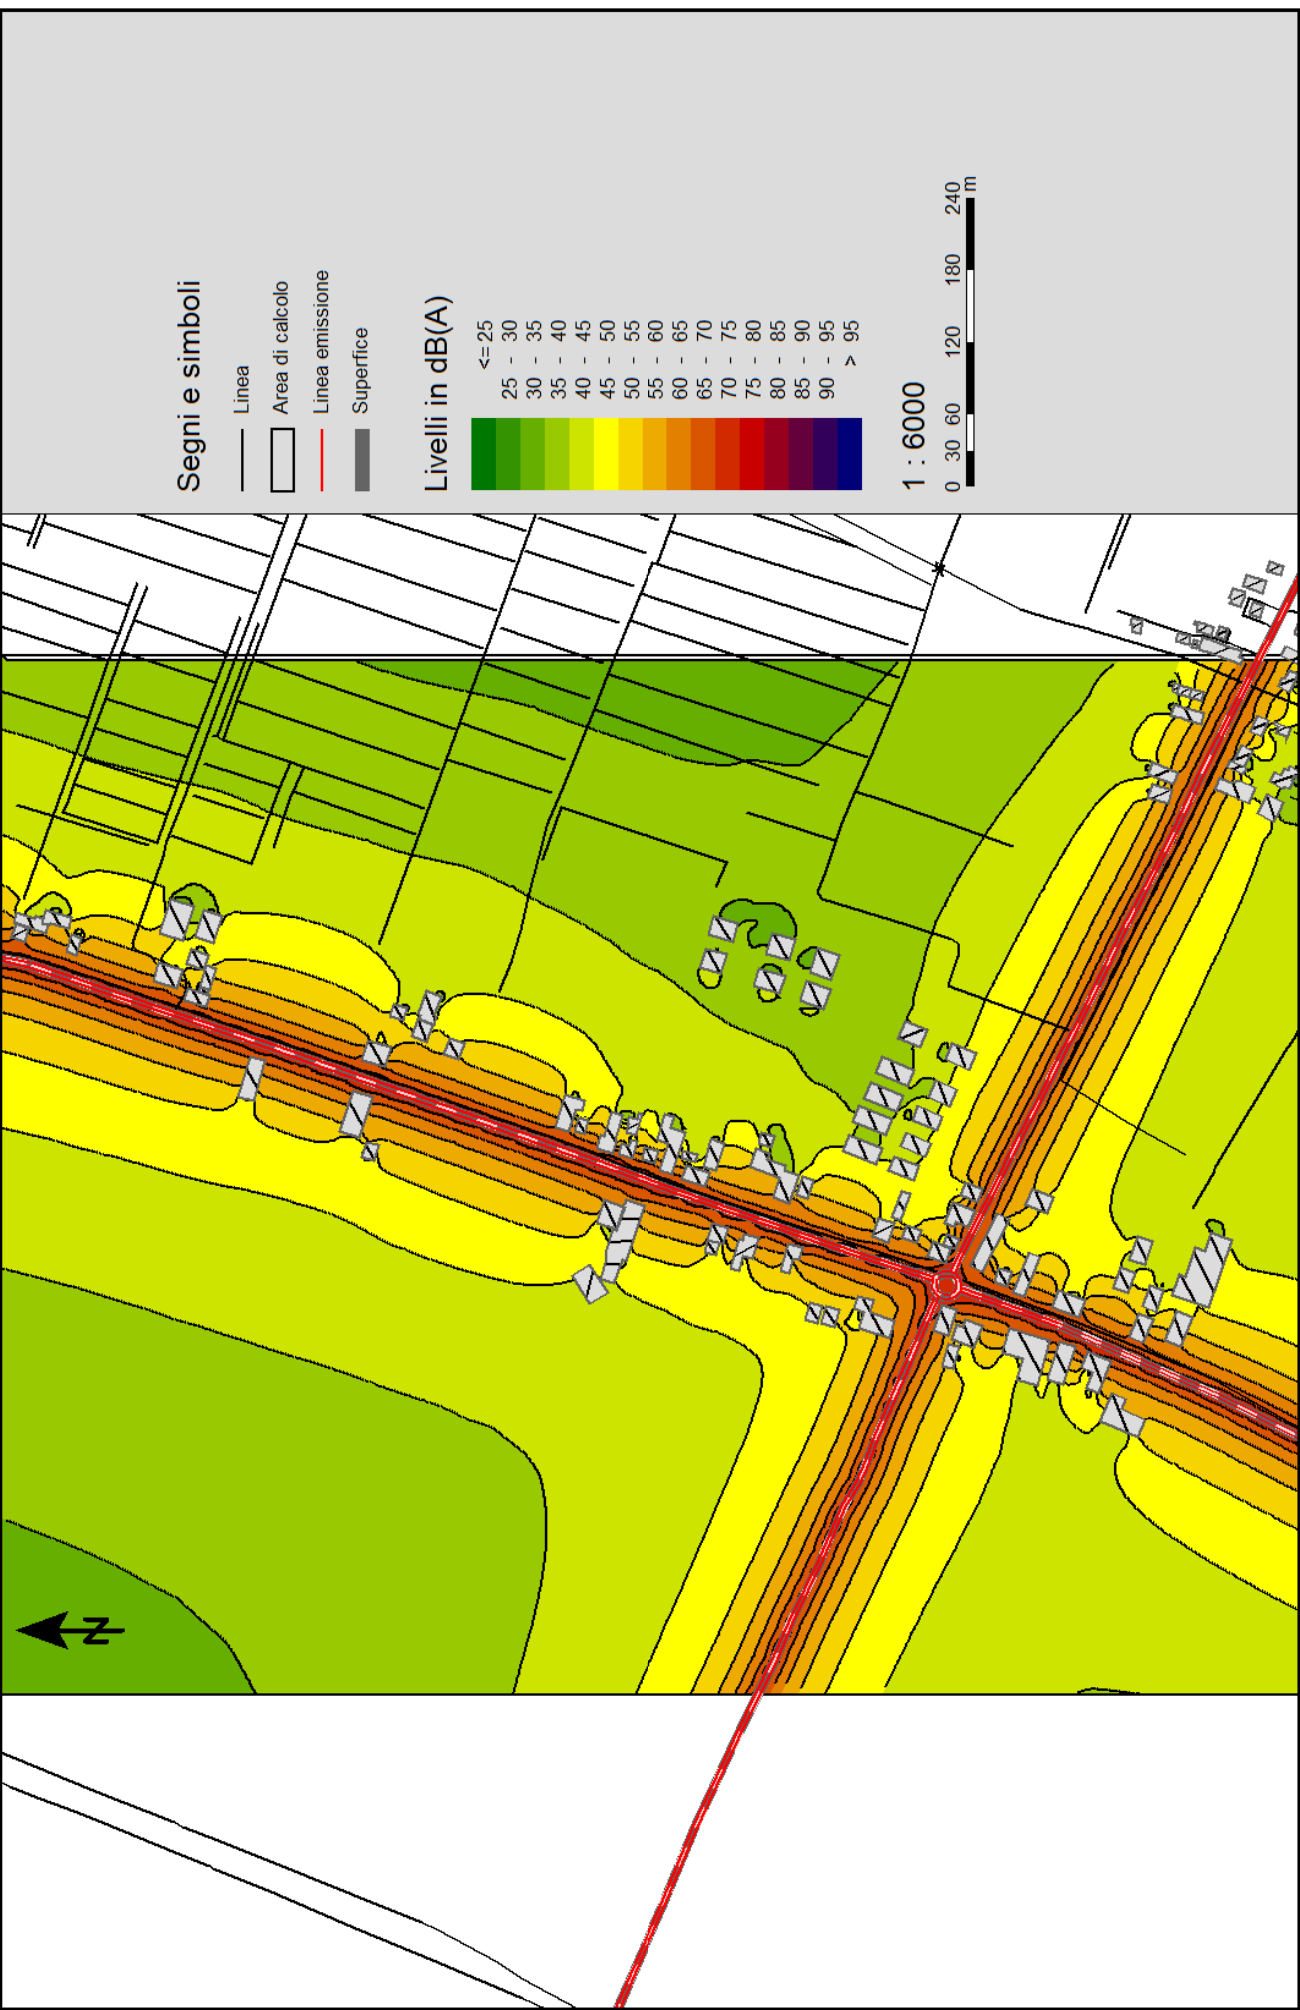 Segni e simboli
Linea
Area di calcolo
Linea emissione
Superfice
Livelli in dB(A)
<= 25
25 - 30
30 - 35
35 - 40
40 - 45
45 - 50
50 - 55
55 - 60
60 - 65
65 - 70
70 - 75
75 - 80
80 - 85
85 - 90
90 - 95
> 95
1 : 6000
0 30 60 120 180 240
m
N